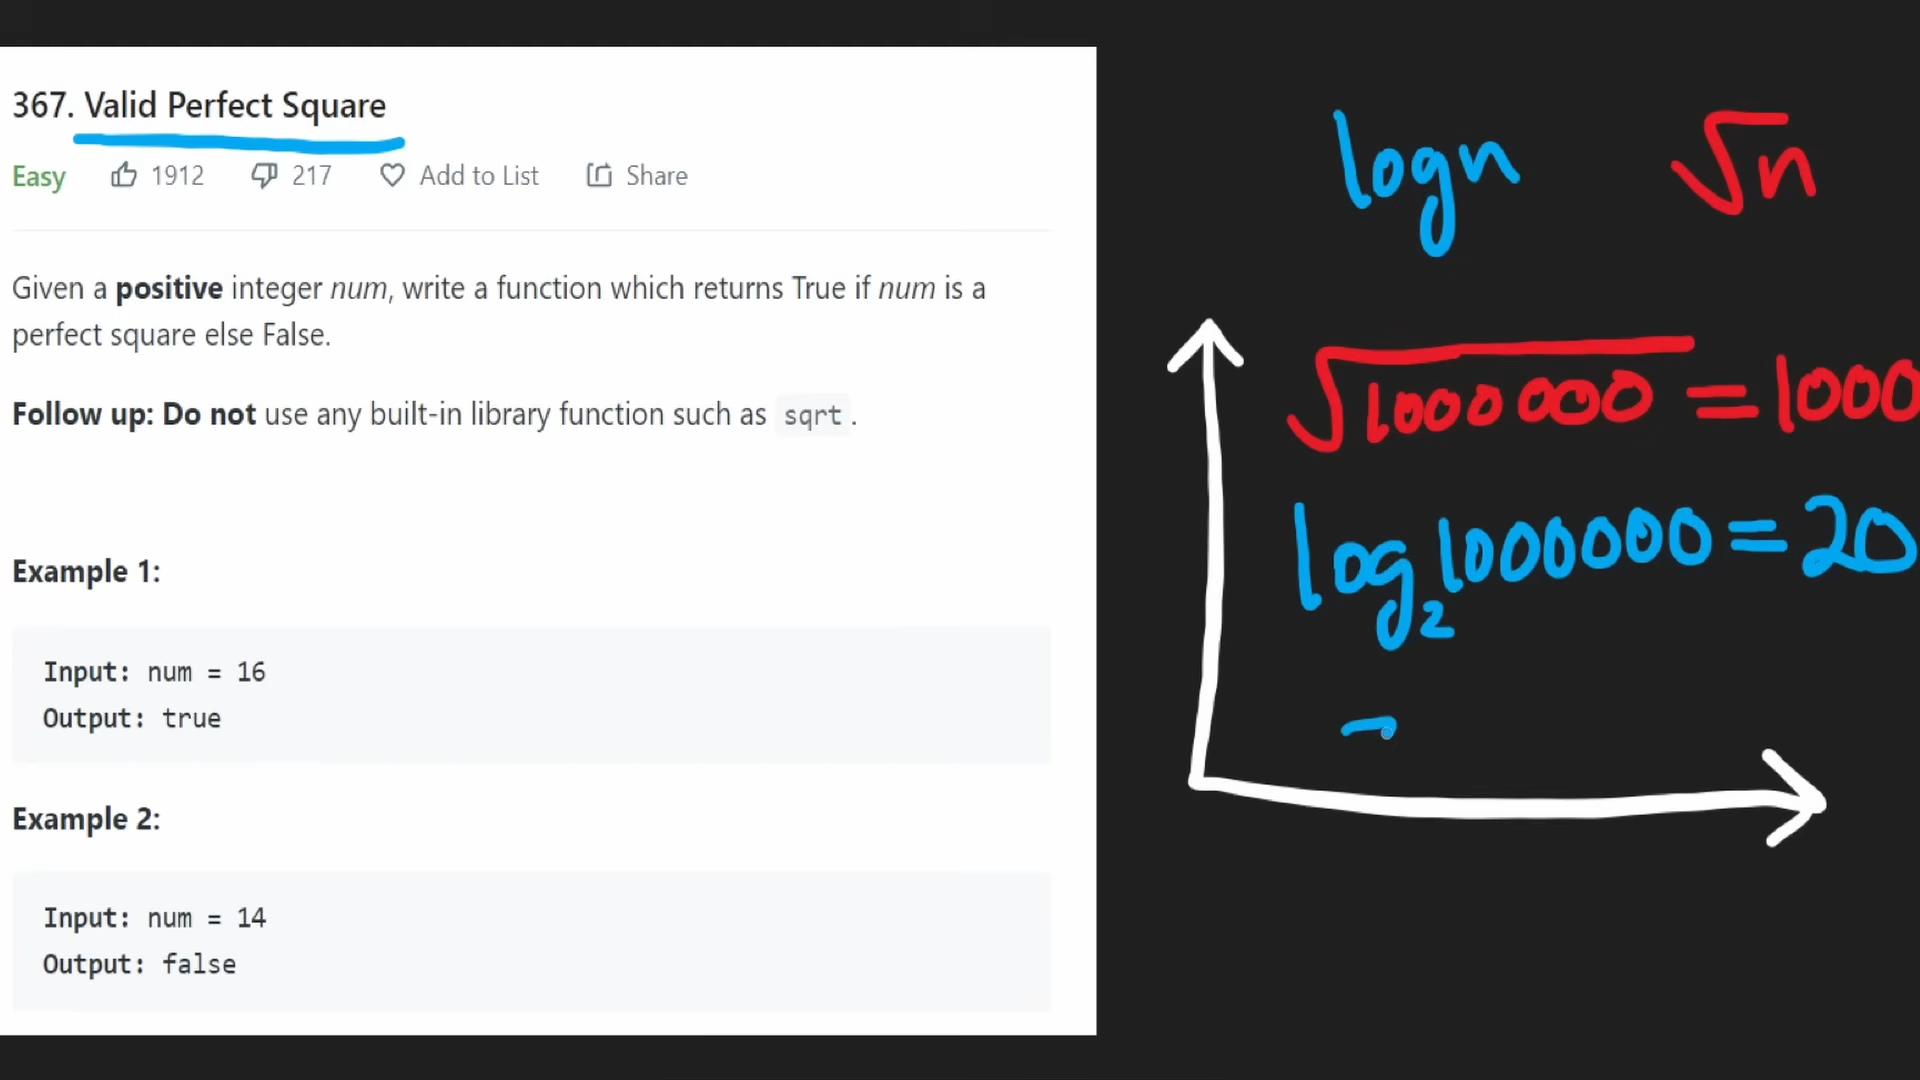 367. Valid Perfect Square
Easy 1912 217 Add to List Share
Given a positive integer num, write a function which returns True if num is a
perfect square else False.
Follow up: Do not use any built-in library function such as sqrt.
Example 1:
Input: num = 16
Output: true
Example 2:
Input: num = 14
Output: false
logn √n
√1000000 = 1000
log₂1000000 = 20